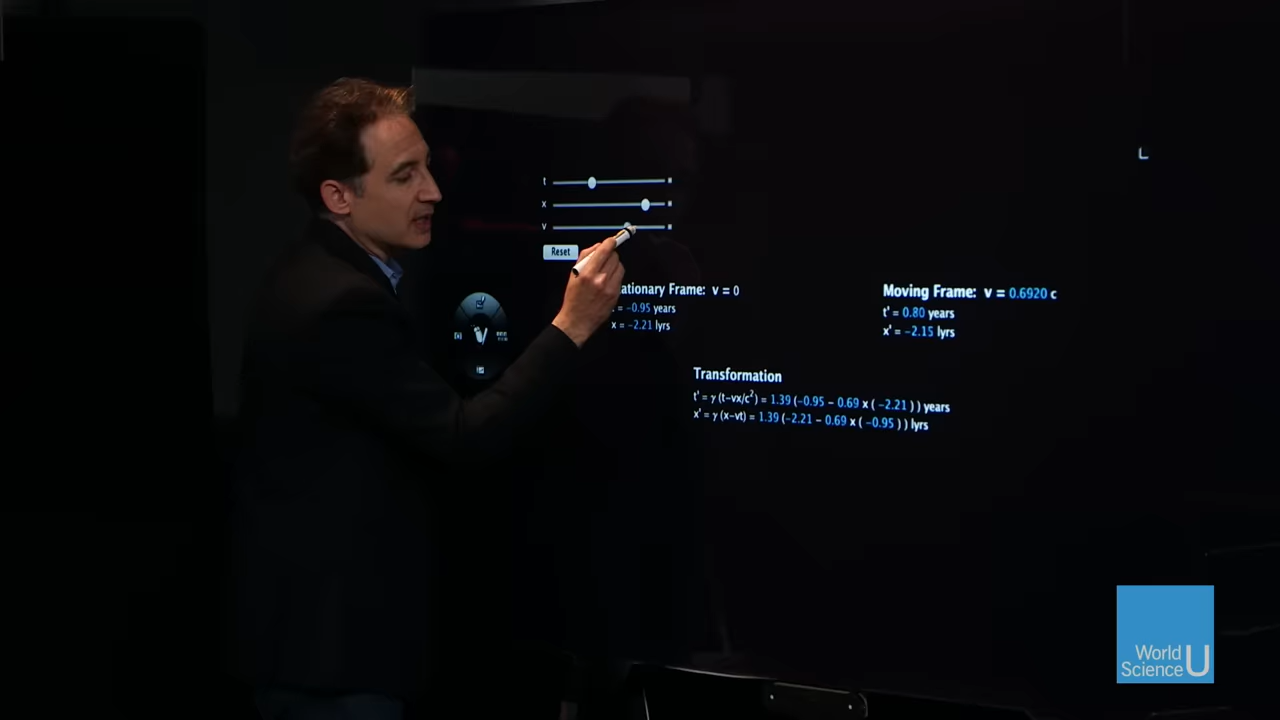 t
x
v
Reset
ationary Frame: v = 0
= -0.95 years
x = -2.21 lyrs
Moving Frame: v = 0.6920 c
t' = 0.80 years
x' = -2.15 lyrs
Transformation
t' = γ (t-vx/c²) = 1.39 (-0.95 - 0.69 x ( -2.21 ) ) years
x' = γ (x-vt) = 1.39 (-2.21 - 0.69 x ( -0.95 ) ) lyrs
World
Science U